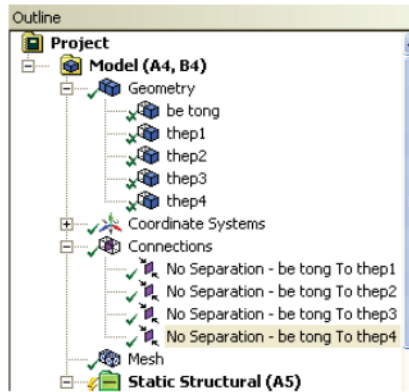 Outline
Project
Model (A4, B4)
Geometry
be tong
thep1
thep2
thep3
thep4
Coordinate Systems
Connections
No Separation - be tong To thep1
No Separation - be tong To thep2
No Separation - be tong To thep3
No Separation - be tong To thep4
Mesh
Static Structural (A5)